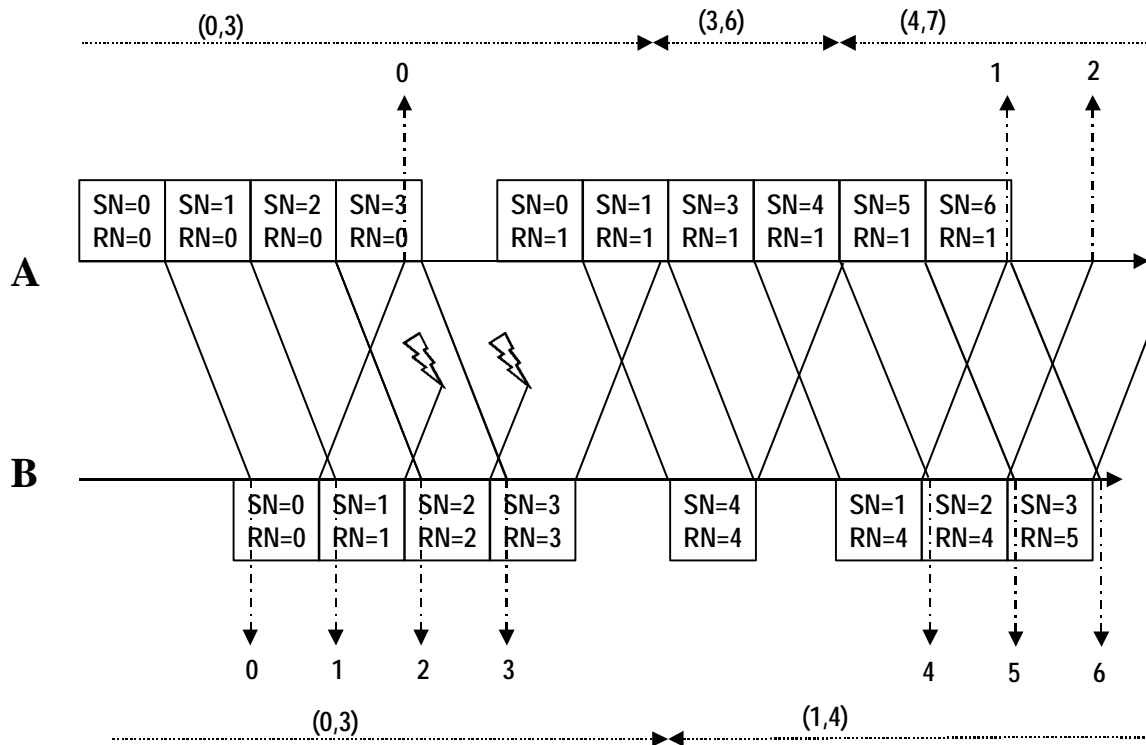 (0,3) (3,6) (4,7)
0 1 2
SN=0 SN=1 SN=2 SN=3 SN=0 SN=1 SN=3 SN=4 SN=5 SN=6
RN=0 RN=0 RN=0 RN=0 RN=1 RN=1 RN=1 RN=1 RN=1 RN=1
A
B
SN=0 SN=1 SN=2 SN=3 SN=4 SN=1 SN=2 SN=3
RN=0 RN=1 RN=2 RN=3 RN=4 RN=4 RN=4 RN=5
0 1 2 3 4 5 6
(0,3) (1,4)